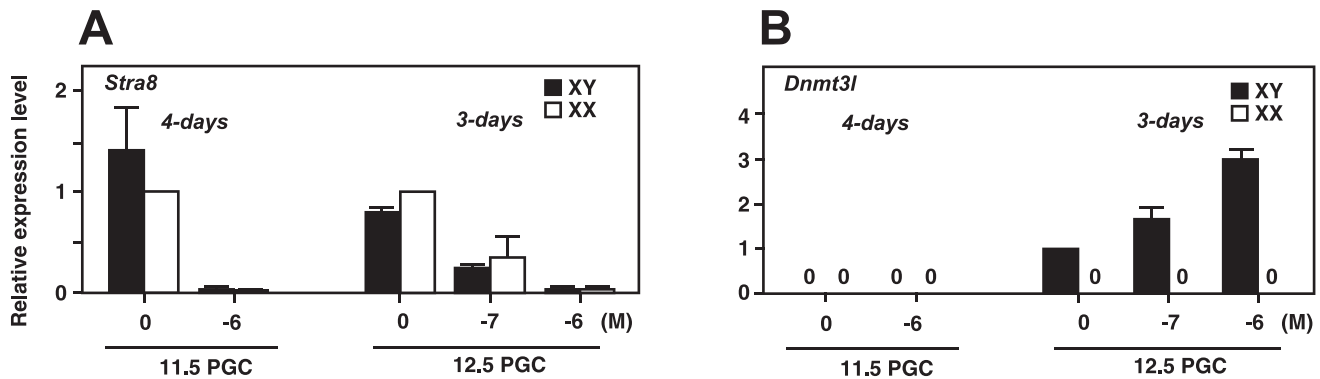 A
Relative expression level
Stra8
XY
XX
4-days
3-days
2
1
0
0 -6 0 -7 -6 (M)
11.5 PGC 12.5 PGC
B
Dnmt3l
XY
XX
4-days
3-days
4
3
2
1
0
0 0 0 0 0 0 0
0 -6 0 -7 -6 (M)
11.5 PGC 12.5 PGC